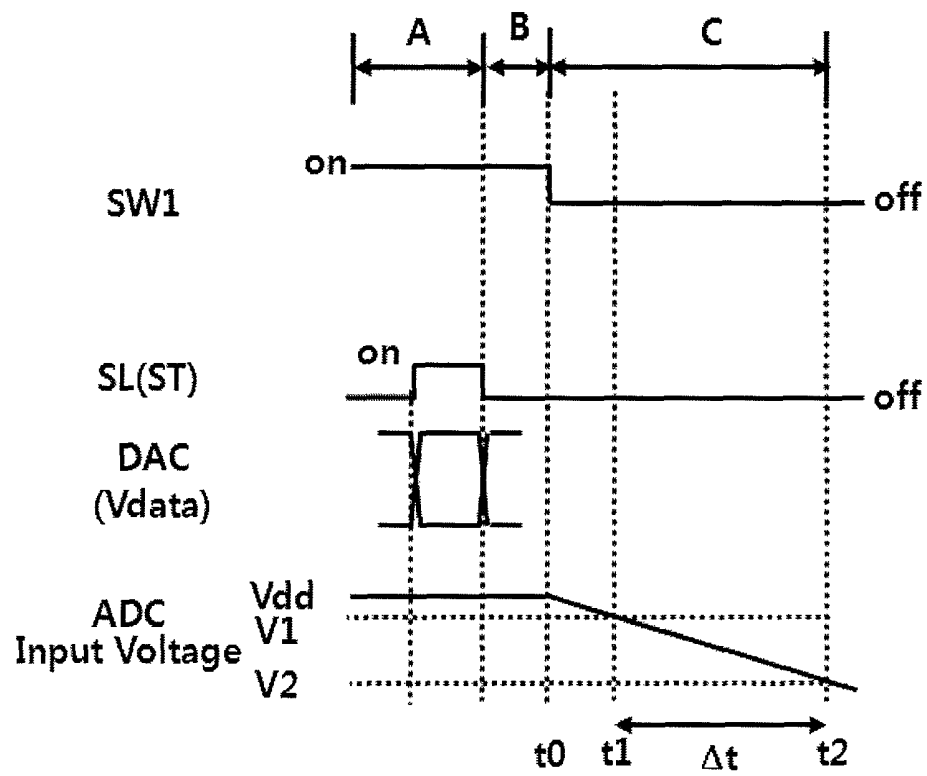 A B C
on
SW1
off
on
SL(ST)
off
DAC
(Vdata)
Vdd
ADC
V1
Input Voltage
V2
t0 t1 Δt t2